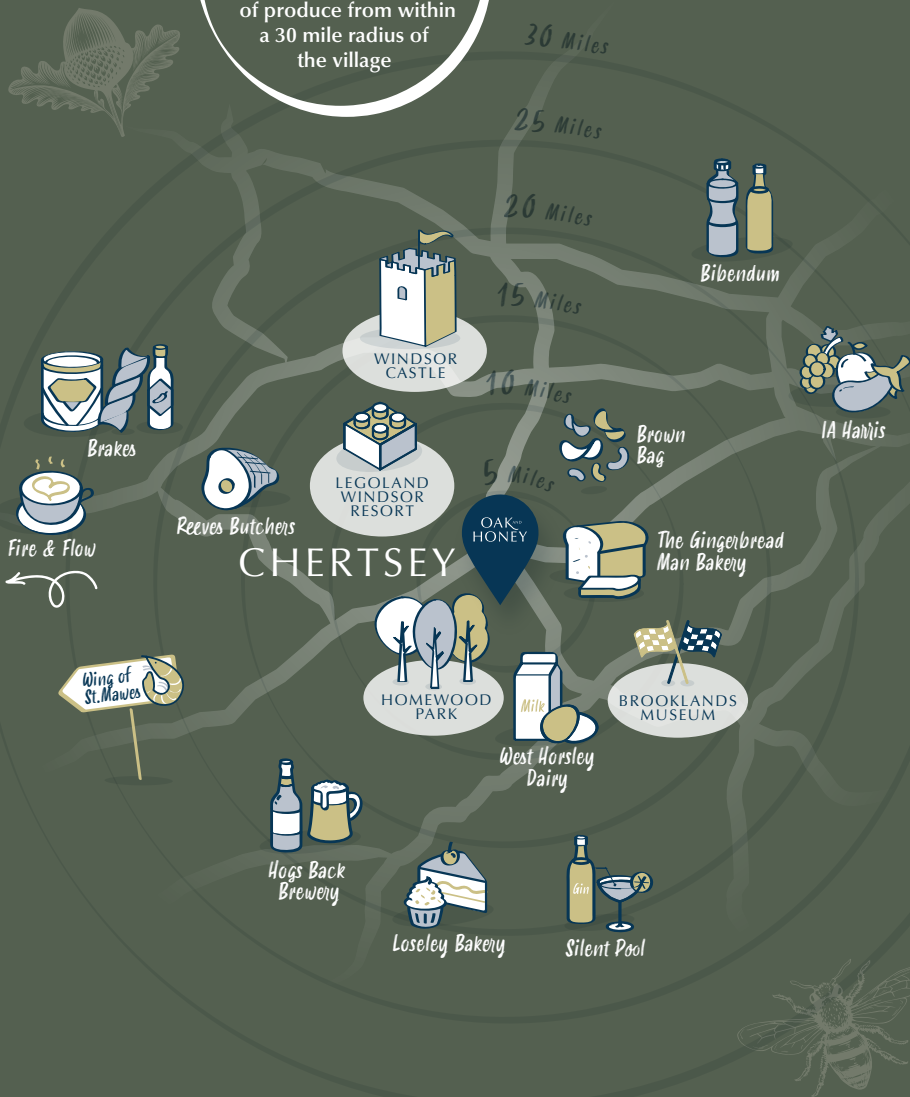 of produce from within
a 30 mile radius of
the village
30 Miles
25 Miles
20 Miles
Bibendum
15 Miles
WINDSOR
CASTLE
10 Miles
IA Harris
Brakes
Brown
Bag
5 Miles
LEGOLAND
WINDSOR
RESORT
Reeves Butchers
OAK AND
HONEY
Fire & Flow
CHERTSEY
The Gingerbread
Man Bakery
Wing of
St.Mawes
HOMEWOOD
PARK
Milk
BROOKLANDS
MUSEUM
West Horsley
Dairy
Hogs Back
Brewery
Gin
Loseley Bakery
Silent Pool